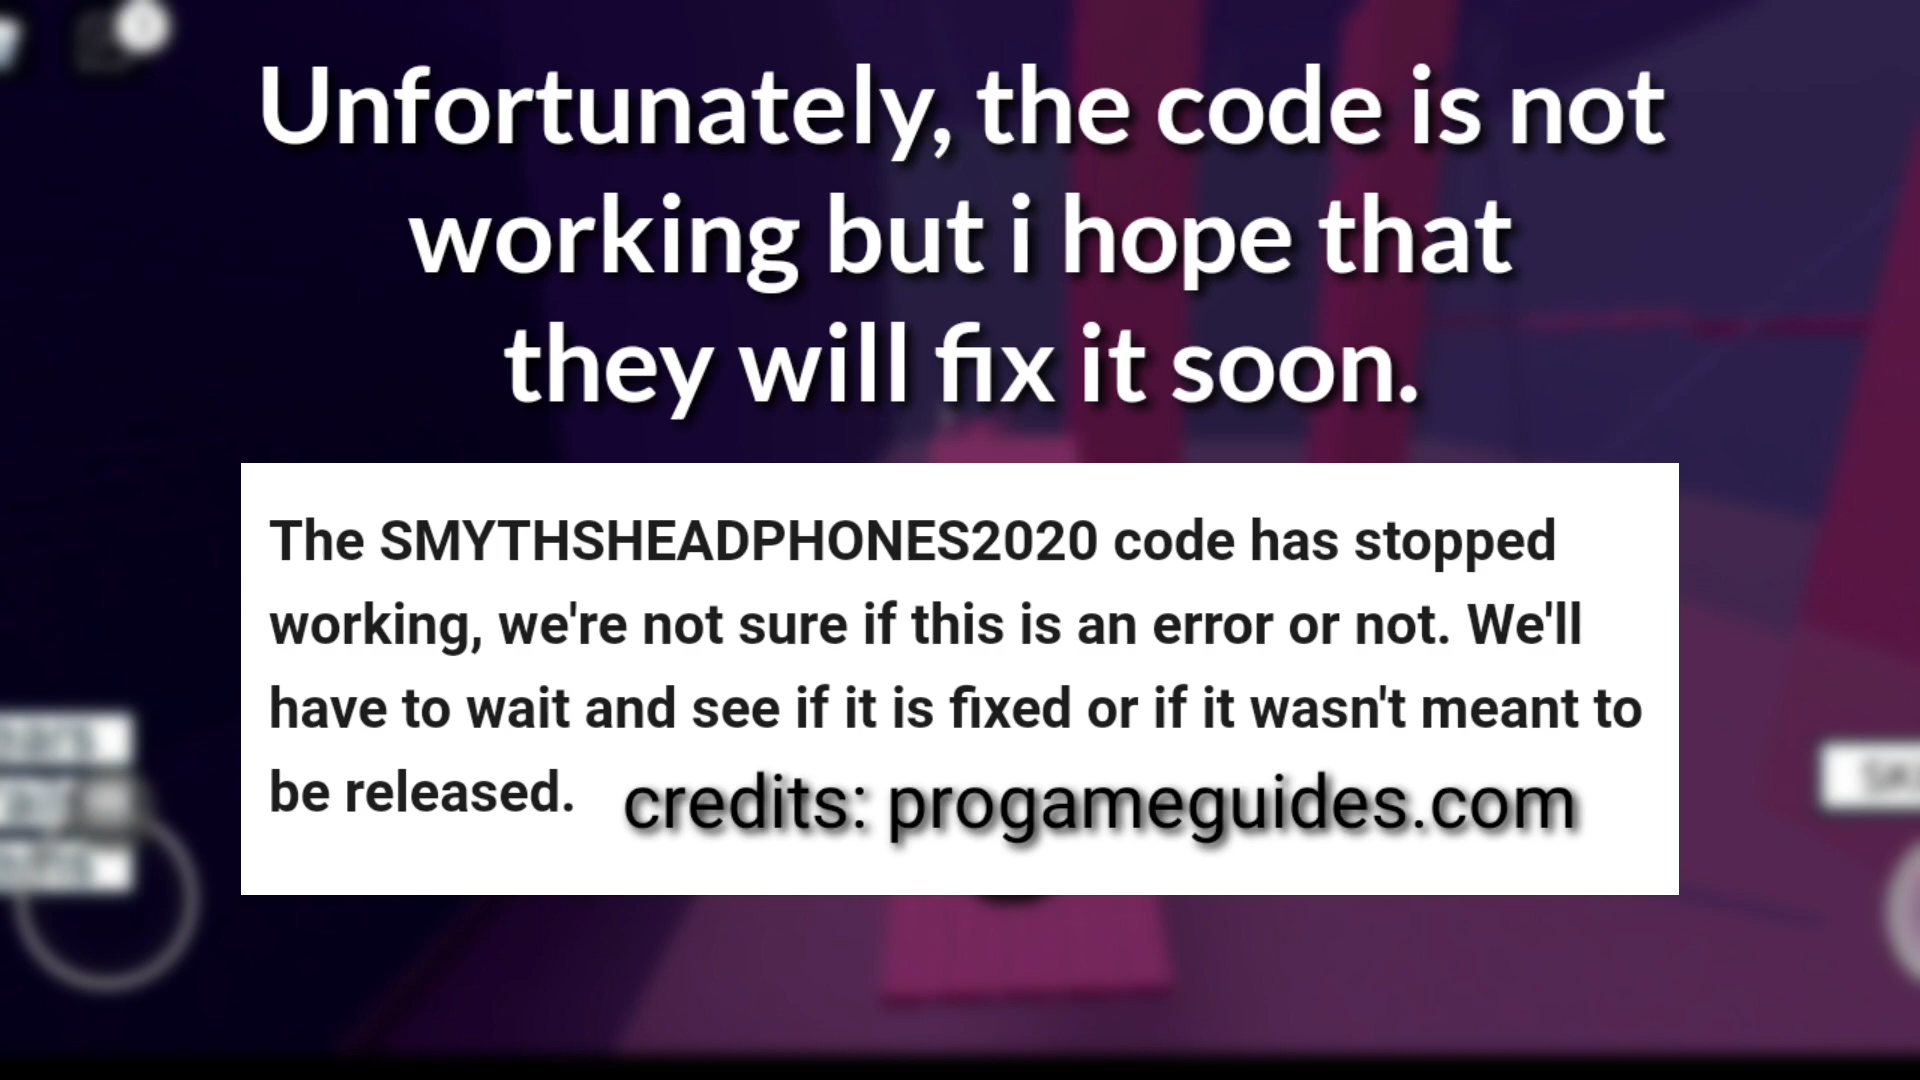 Unfortunately, the code is not
working but i hope that
they will fix it soon.
The SMYTHSHEADPHONES2020 code has stopped
working, we're not sure if this is an error or not. We'll
have to wait and see if it is fixed or if it wasn't meant to
be released.
credits: progameguides.com